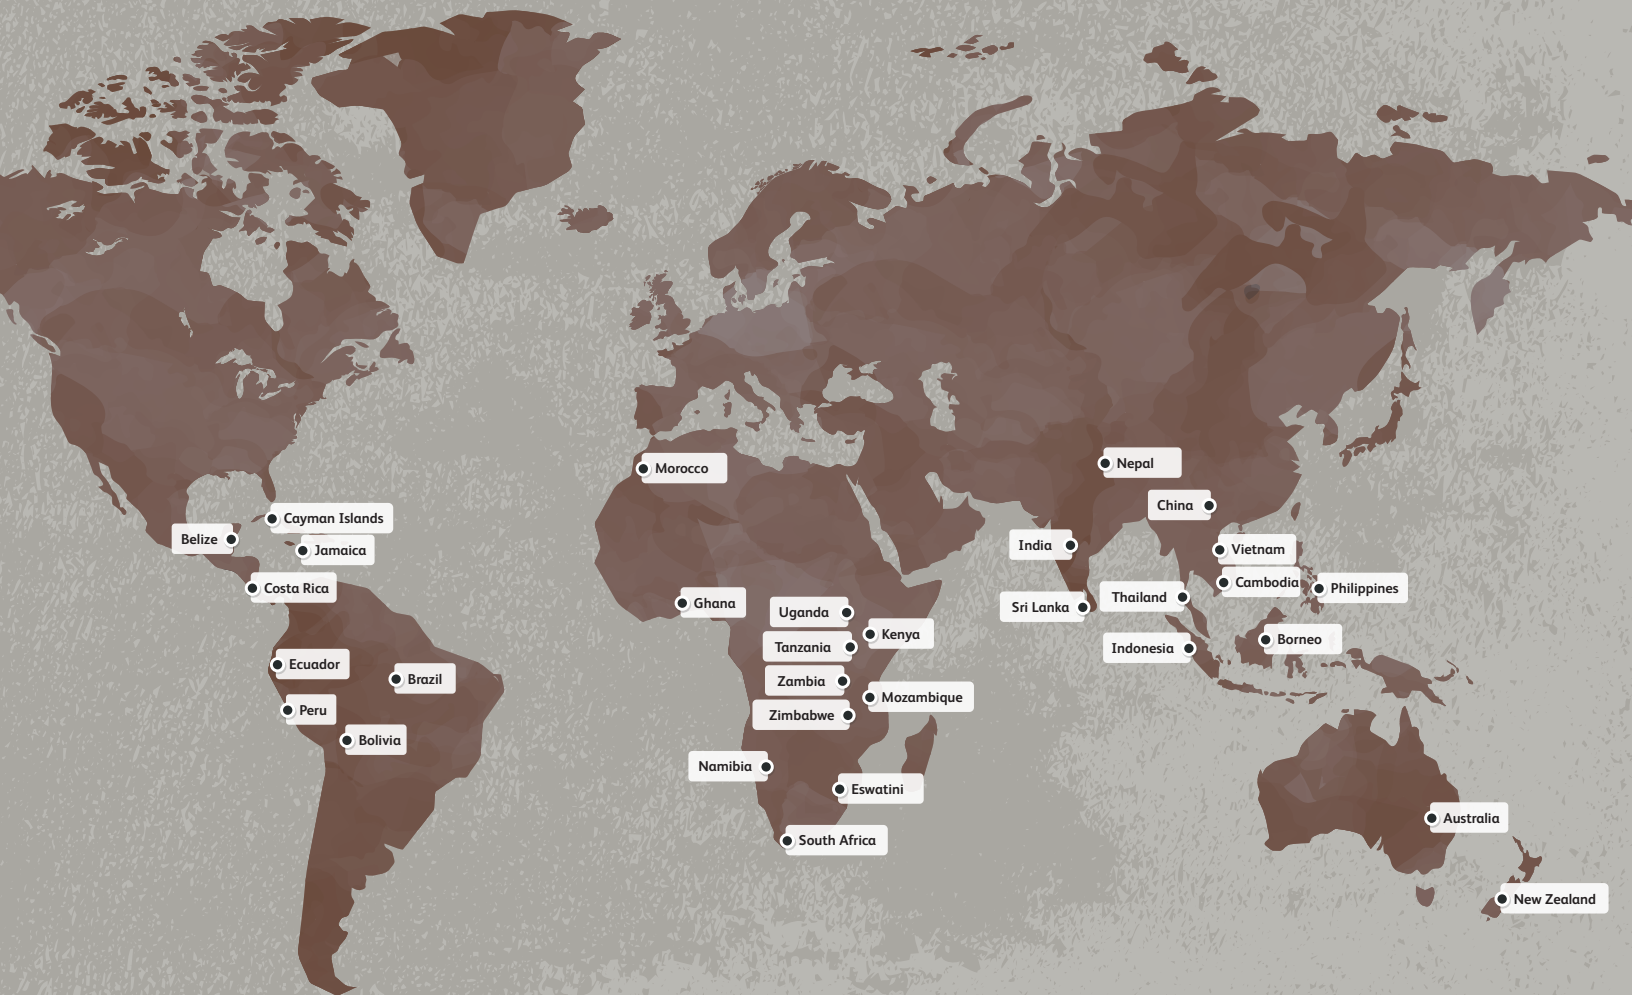 Morocco
Nepal
China
Cayman Islands
Belize
Jamaica
India
Vietnam
Costa Rica
Cambodia
Philippines
Thailand
Ghana
Uganda
Sri Lanka
Kenya
Borneo
Tanzania
Indonesia
Ecuador
Brazil
Zambia
Mozambique
Peru
Zimbabwe
Bolivia
Namibia
Eswatini
Australia
South Africa
New Zealand